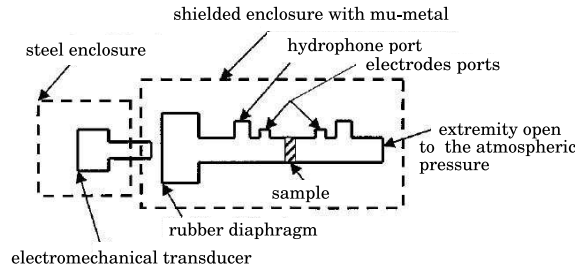 shielded enclosure with mu-metal
steel enclosure
hydrophone port
electrodes ports
extremity open
to the atmospheric
pressure
sample
rubber diaphragm
electromechanical transducer